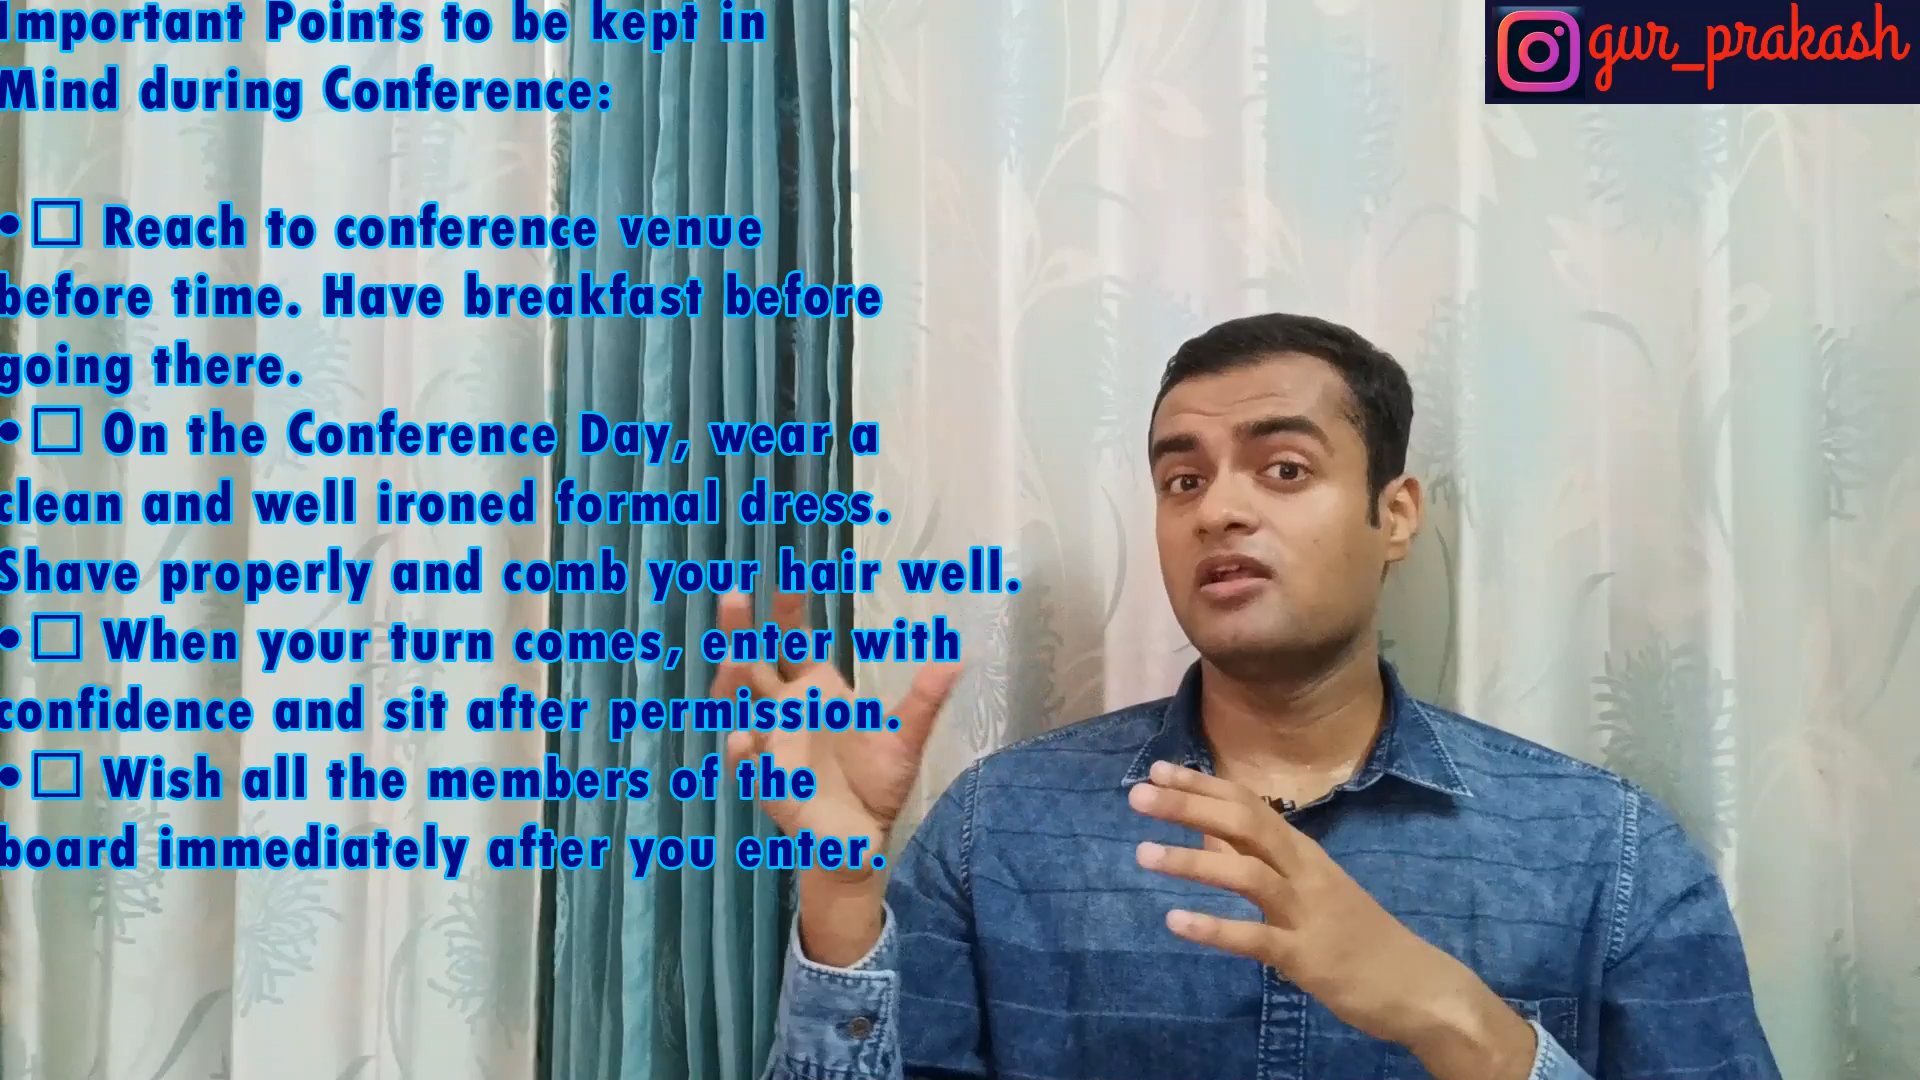 Important Points to be kept in
Mind during Conference:
•□ Reach to conference venue
before time. Have breakfast before
going there.
•□ On the Conference Day, wear a
clean and well ironed formal dress.
Shave properly and comb your hair well.
•□ When your turn comes, enter with
confidence and sit after permission.
•□ Wish all the members of the
board immediately after you enter.
gur_prakash